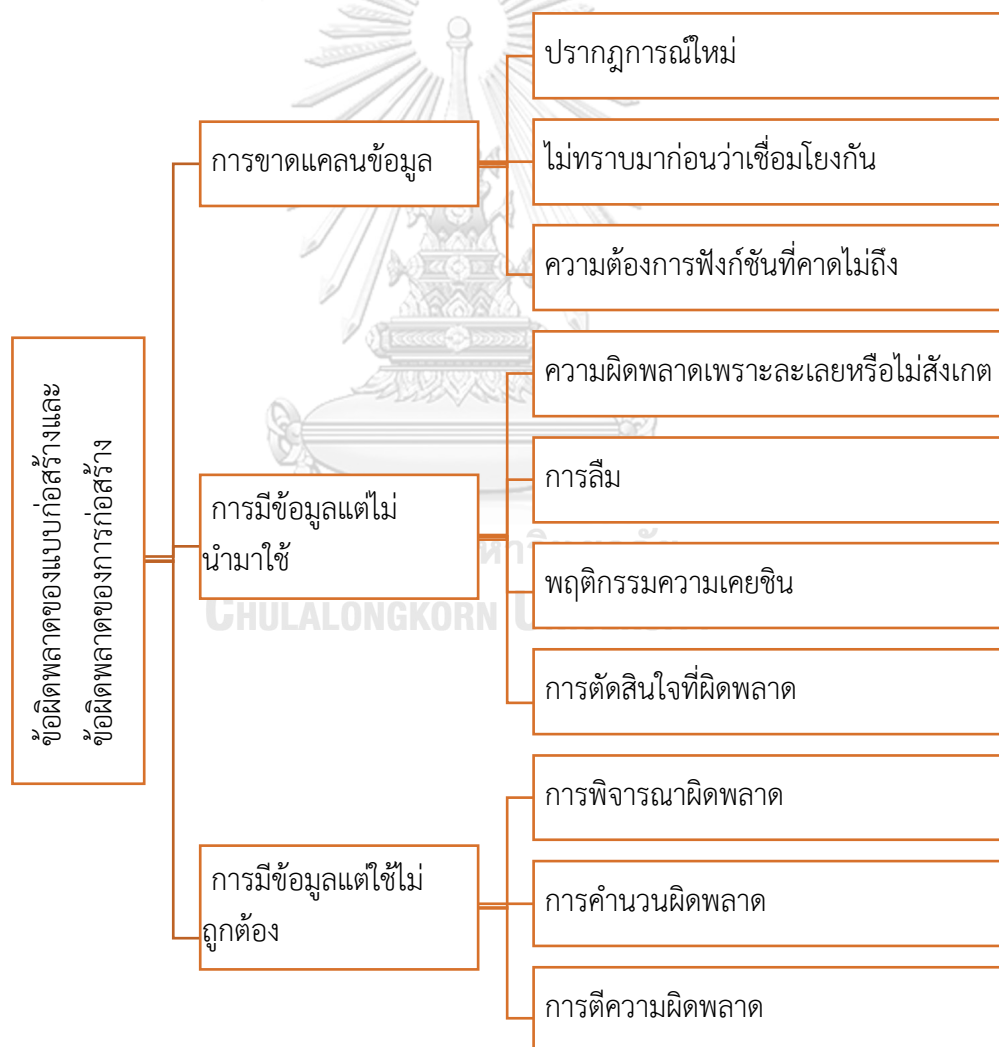 ข้อผิดพลาดของแบบก่อสร้างและ
ข้อผิดพลาดของการก่อสร้าง
การขาดแคลนข้อมูล
ปรากฏการณ์ใหม่
ไม่ทราบมาก่อนว่าเชื่อมโยงกัน
ความต้องการฟังก์ชันที่คาดไม่ถึง
การมีข้อมูลแต่ไม่
นำมาใช้
ความผิดพลาดเพราะละเลยหรือไม่สังเกต
การลืม
พฤติกรรมความเคยชิน
การตัดสินใจที่ผิดพลาด
การมีข้อมูลแต่ใช้ไม่
ถูกต้อง
การพิจารณาผิดพลาด
การคำนวนผิดพลาด
การตีความผิดพลาด
CHULALONGKORN